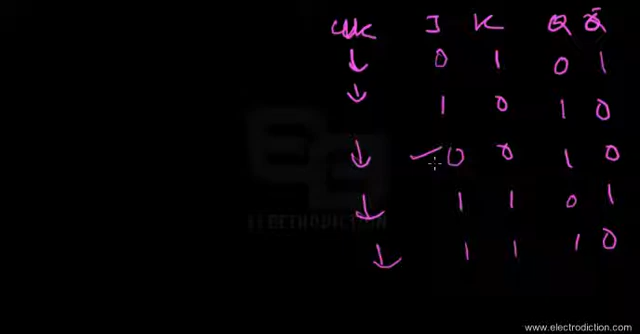 CLK J K Q Q̄
↓ 0 1 0 1
↓ 1 0 1 0
↓ 0 0 1 0
↓ 1 1 0 1
↓ 1 1 1 0
ELECTRODICTION
www.electrodiction.com